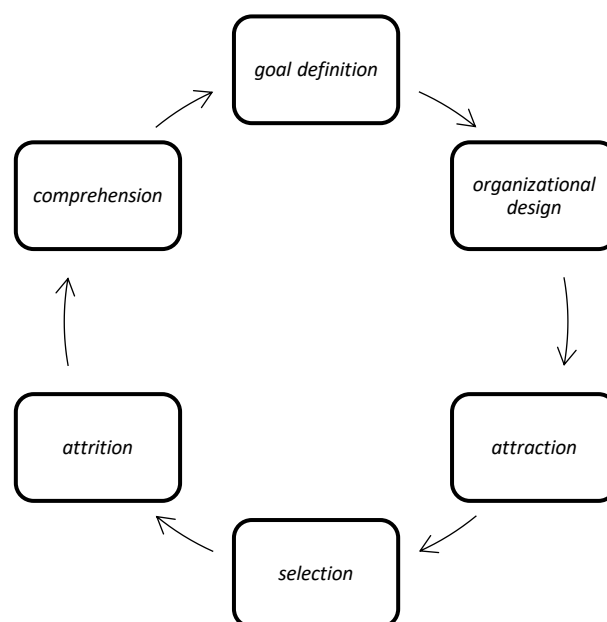 goal definition
organizational
design
attraction
selection
attrition
comprehension